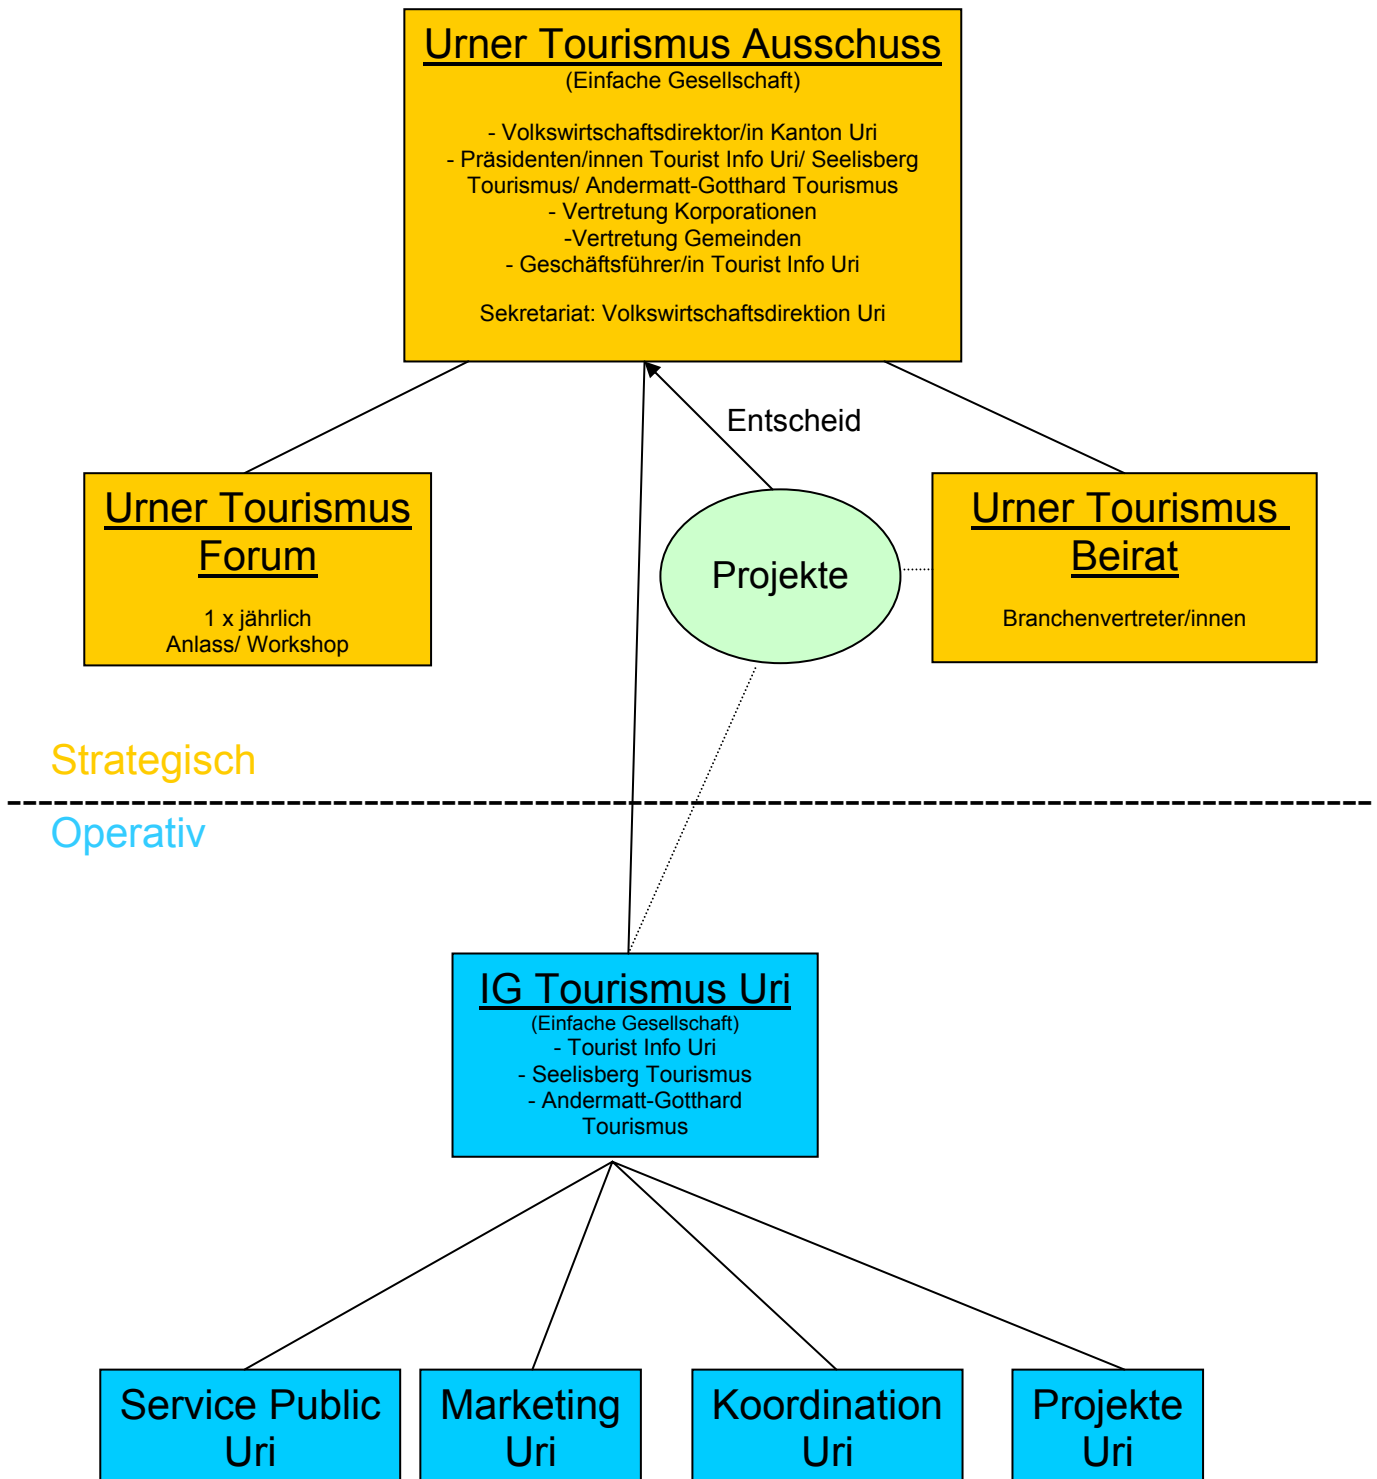 Urner Tourismus Ausschuss
(Einfache Gesellschaft)
- Volkswirtschaftsdirektor/in Kanton Uri
- Präsidenten/innen Tourist Info Uri/ Seelisberg
Tourismus/ Andermatt-Gotthard Tourismus
- Vertretung Korporationen
-Vertretung Gemeinden
- Geschäftsführer/in Tourist Info Uri
Sekretariat: Volkswirtschaftsdirektion Uri
Entscheid
Urner Tourismus
Forum
1 x jährlich
Anlass/ Workshop
Projekte
Urner Tourismus
Beirat
Branchenvertreter/innen
Strategisch
Operativ
IG Tourismus Uri
(Einfache Gesellschaft)
- Tourist Info Uri
- Seelisberg Tourismus
- Andermatt-Gotthard
Tourismus
Service Public
Uri
Marketing
Uri
Koordination
Uri
Projekte
Uri